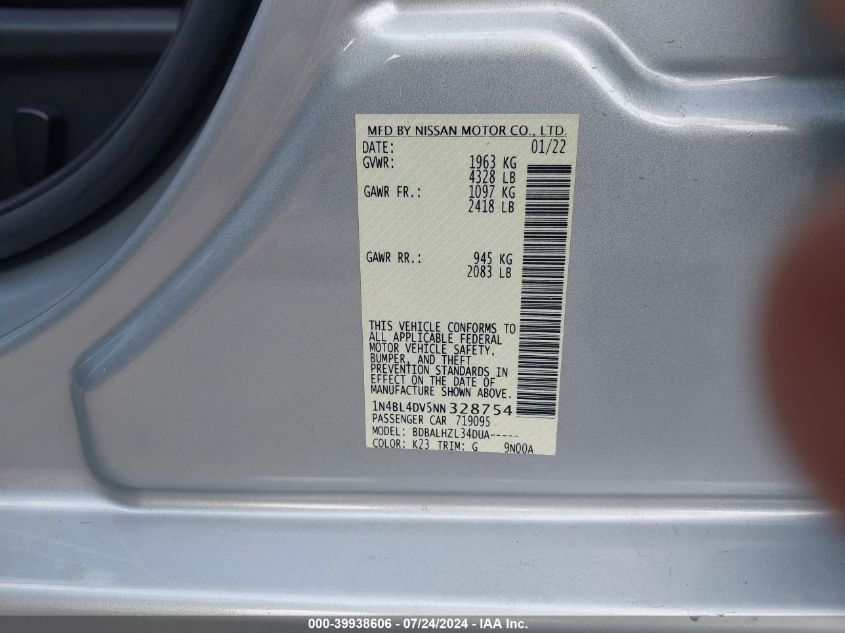 MFD BY NISSAN MOTOR CO., LTD.
DATE: 01/22
GVWR: 1963 KG
4328 LB
GAWR FR.: 1097 KG
2418 LB
GAWR RR.: 945 KG
2083 LB
THIS VEHICLE CONFORMS TO
ALL APPLICABLE FEDERAL
MOTOR VEHICLE SAFETY,
BUMPER, AND THEFT
PREVENTION STANDARDS IN
EFFECT ON THE DATE OF
MANUFACTURE SHOWN ABOVE.
1N4BL4DV5NN328754
PASSENGER CAR 719095
MODEL: BDBALHZL34DUA-----
COLOR: K23 TRIM: G 9N00A
000-39938606 - 07/24/2024 - IAA Inc.